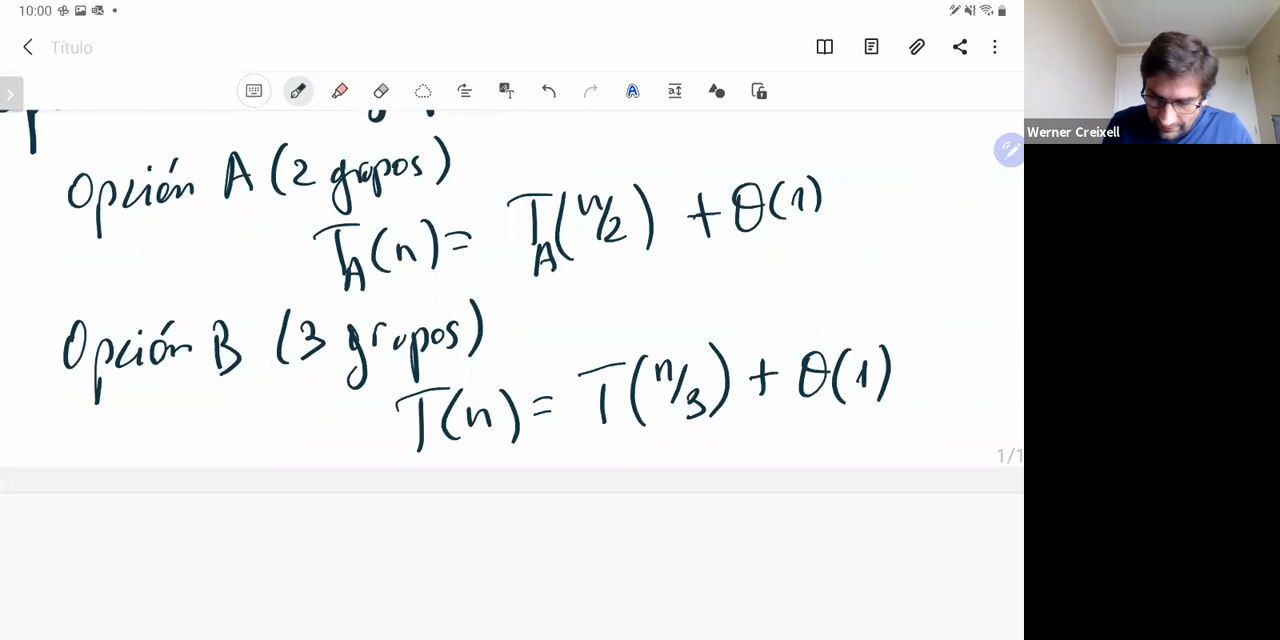 10:00
Título
Werner Creixell
Opción A (2 grupos)
T_A(n) = T_A(n/2) + θ(1)
Opción B (3 grupos)
T(n) = T(n/3) + θ(1)
1/1